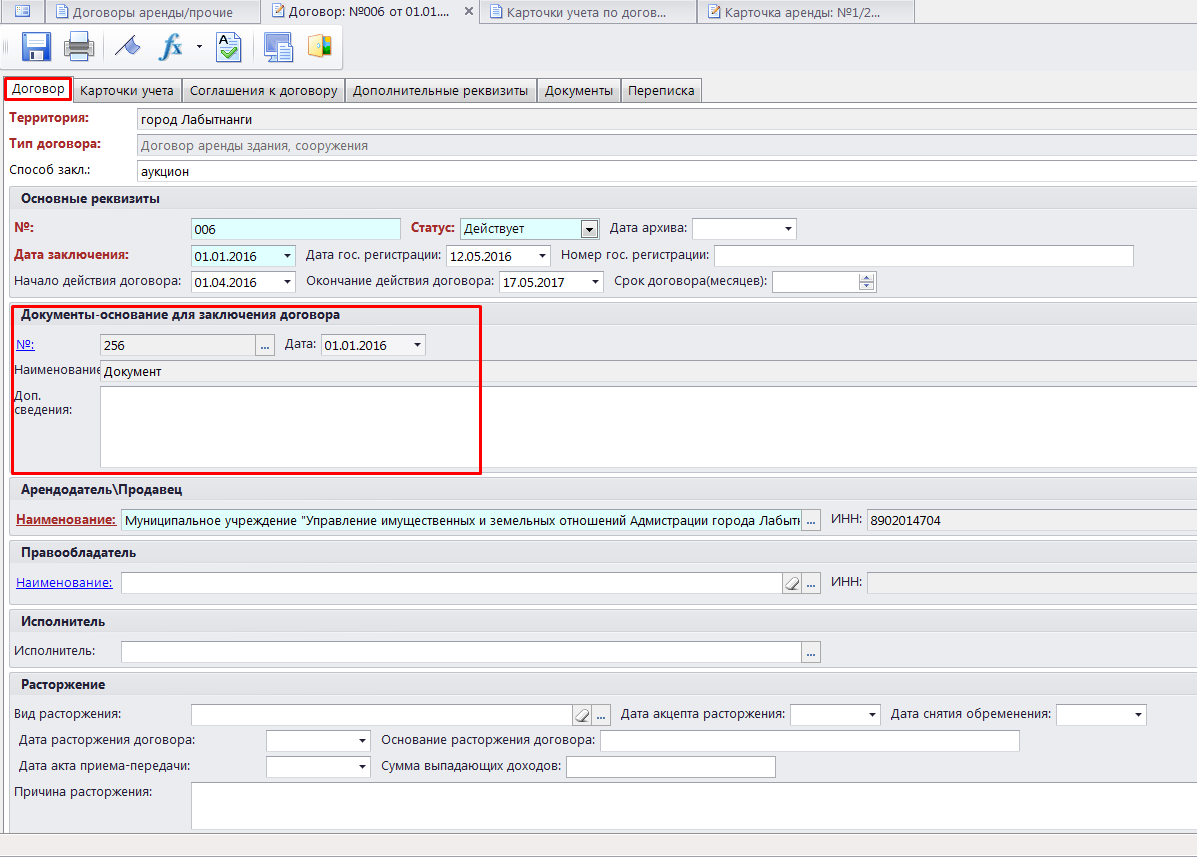 Договоры аренды/прочие Договор: №006 от 01.01.... Карточки учета по догов... Карточка аренды: №1/2...
Договор Карточки учета Соглашения к договору Дополнительные реквизиты Документы Переписка
Территория: город Лабытнанги
Тип договора: Договор аренды здания, сооружения
Способ закл.: аукцион
Основные реквизиты
№: 006 Статус: Действует Дата архива:
Дата заключения: 01.01.2016 Дата гос. регистрации: 12.05.2016 Номер гос. регистрации:
Начало действия договора: 01.04.2016 Окончание действия договора: 17.05.2017 Срок договора(месяцев):
Документы-основание для заключения договора
№: 256 ... Дата: 01.01.2016
Наименование Документ
Доп.
сведения:
Арендодатель\Продавец
Наименование: Муниципальное учреждение "Управление имущественных и земельных отношений Адмистрации города Лабытн ... ИНН: 8902014704
Правообладатель
Наименование: ... ИНН:
Исполнитель
Исполнитель: ...
Расторжение
Вид расторжения: ... Дата акцепта расторжения: Дата снятия обременения:
Дата расторжения договора: Основание расторжения договора:
Дата акта приема-передачи: Сумма выпадающих доходов:
Причина расторжения: